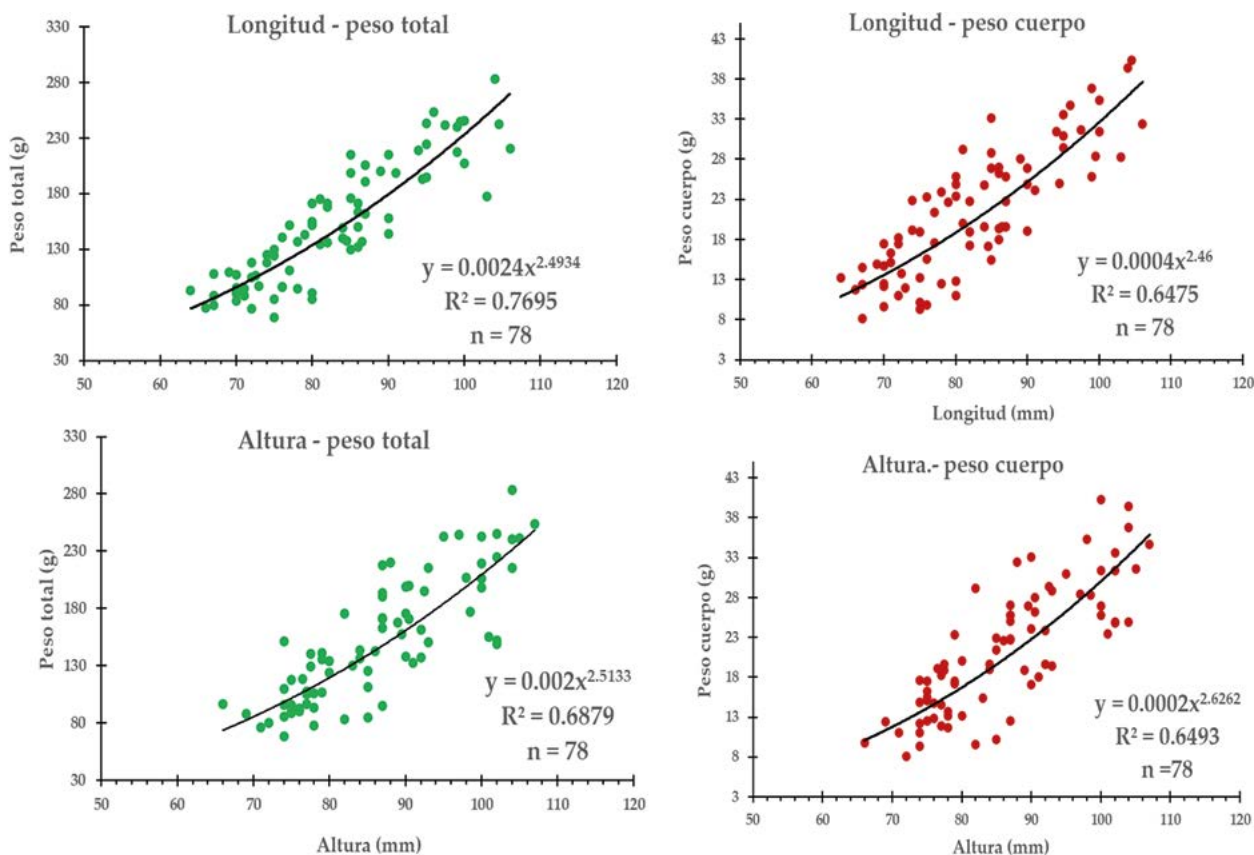 Longitud - peso total
Peso total (g)
330
280
230
180
130
80
30
y = 0.0024x^2.4934
R² = 0.7695
n = 78
50 60 70 80 90 100 110 120
Longitud - peso cuerpo
Peso cuerpo (g)
43
38
33
28
23
18
13
8
3
y = 0.0004x^2.46
R² = 0.6475
n = 78
50 60 70 80 90 100 110 120
Longitud (mm)
Altura - peso total
Peso total (g)
330
280
230
180
130
80
30
y = 0.002x^2.5133
R² = 0.6879
n = 78
50 60 70 80 90 100 110 120
Altura (mm)
Altura.- peso cuerpo
Peso cuerpo (g)
43
38
33
28
23
18
13
8
3
y = 0.0002x^2.6262
R² = 0.6493
n =78
50 60 70 80 90 100 110 120
Altura (mm)